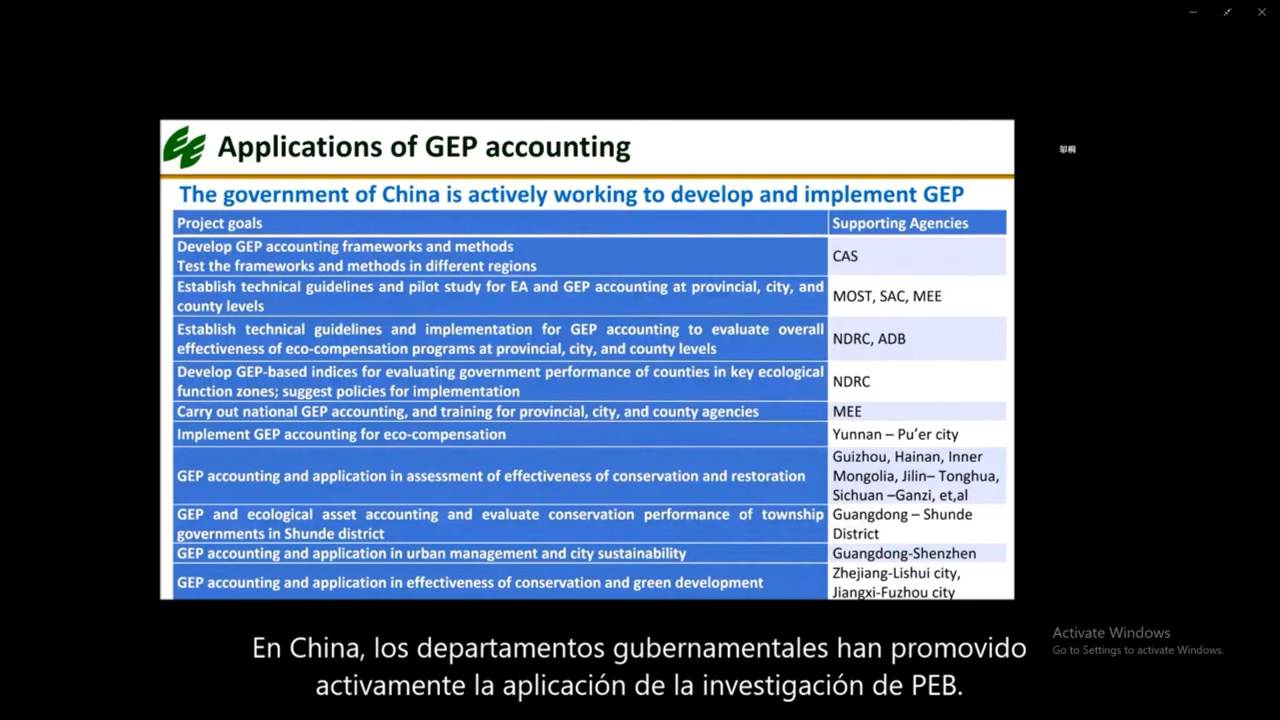 Applications of GEP accounting
邹桐
The government of China is actively working to develop and implement GEP
Project goals
Supporting Agencies
Develop GEP accounting frameworks and methods
Test the frameworks and methods in different regions
CAS
Establish technical guidelines and pilot study for EA and GEP accounting at provincial, city, and
county levels
MOST, SAC, MEE
Establish technical guidelines and implementation for GEP accounting to evaluate overall
effectiveness of eco-compensation programs at provincial, city, and county levels
NDRC, ADB
Develop GEP-based indices for evaluating government performance of counties in key ecological
function zones; suggest policies for implementation
NDRC
Carry out national GEP accounting, and training for provincial, city, and county agencies
MEE
Implement GEP accounting for eco-compensation
Yunnan – Pu’er city
GEP accounting and application in assessment of effectiveness of conservation and restoration
Guizhou, Hainan, Inner
Mongolia, Jilin– Tonghua,
Sichuan –Ganzi, et,al
GEP and ecological asset accounting and evaluate conservation performance of township
governments in Shunde district
Guangdong – Shunde
District
GEP accounting and application in urban management and city sustainability
Guangdong-Shenzhen
GEP accounting and application in effectiveness of conservation and green development
Zhejiang-Lishui city,
Jiangxi-Fuzhou city
En China, los departamentos gubernamentales han promovido
activamente la aplicación de la investigación de PEB.
Activate Windows
Go to Settings to activate Windows.